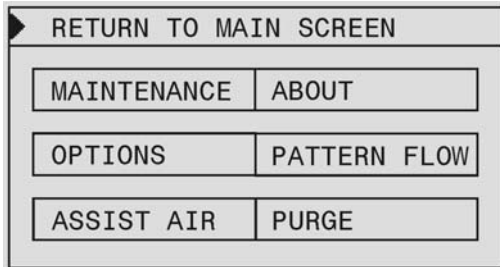 RETURN TO MAIN SCREEN
MAINTENANCE ABOUT
OPTIONS PATTERN FLOW
ASSIST AIR PURGE